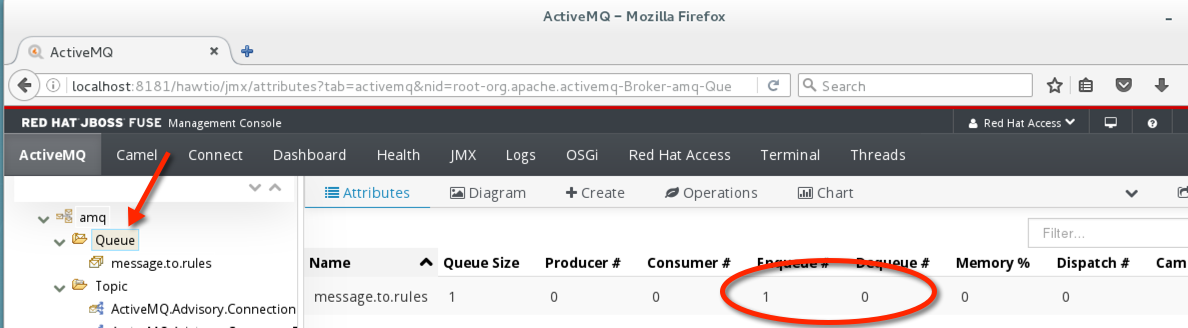 ActiveMQ – Mozilla Firefox
ActiveMQ
localhost:8181/hawtio/jmx/attributes?tab=activemq&nid=root-org.apache.activemq-Broker-amq-Que
Search
RED HAT JBOSS FUSE Management Console
Red Hat Access
ActiveMQ Camel Connect Dashboard Health JMX Logs OSGi Red Hat Access Terminal Threads
Attributes Diagram Create Operations Chart
amq
Queue
message.to.rules
Topic
ActiveMQ.Advisory.Connection
Filter...
Name Queue Size Producer # Consumer # Enqueue # Dequeue # Memory % Dispatch # Cam
message.to.rules 1 0 0 1 0 0 0